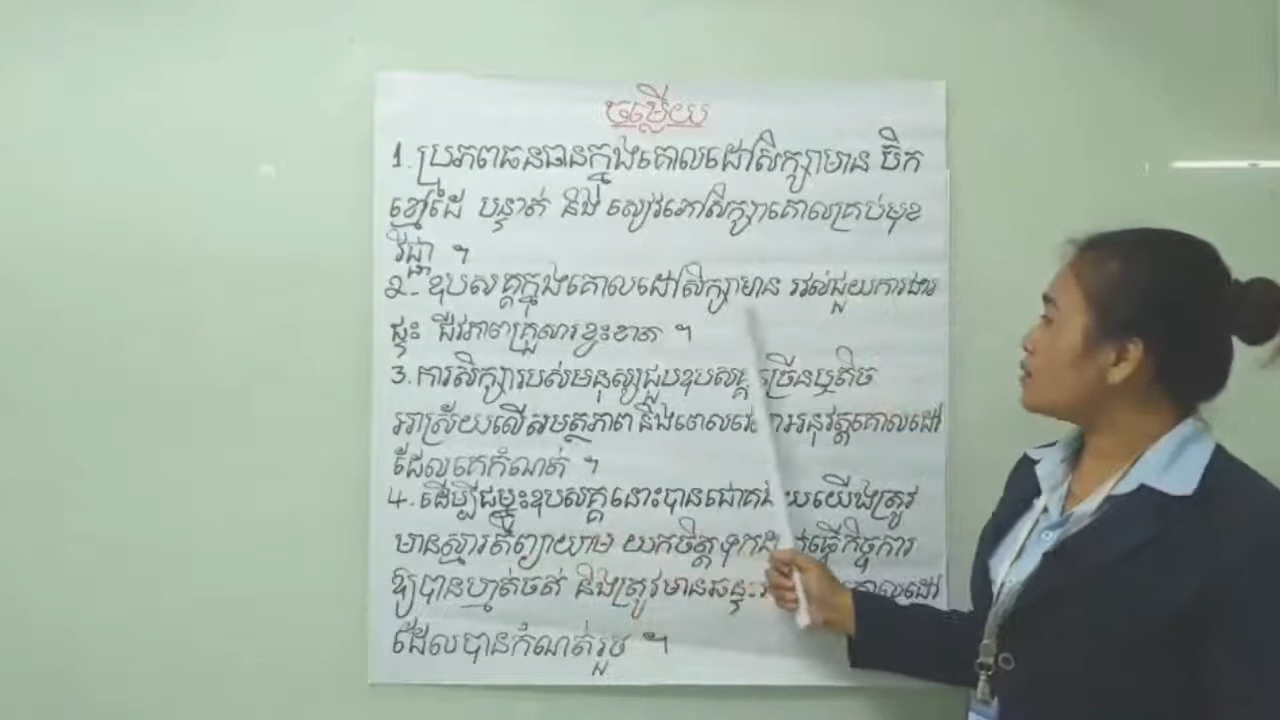 ចម្លើយ
1. ប្រភពធនធានក្នុងគោលដៅសិក្សាមាន ប៊ិក
ខ្មៅដៃ បន្ទាត់ និង សៀវភៅសិក្សាគោលគ្រប់មុខ
វិជ្ជា ។
២. ឧបសគ្គក្នុងគោលដៅសិក្សាមាន រវល់ជួយការងារ
ផ្ទះ ជីវភាពគ្រួសារខ្វះខាត ។
3. ការសិក្សារបស់មនុស្សជួបឧបសគ្គ ច្រើនឬតិច
អាស្រ័យលើសមត្ថភាព និងពេលវេ អនុវត្តគោលដៅ
ដែលគេកំណត់ ។
4. ដើម្បីជម្នះឧបសគ្គនោះបានជោគ យើងត្រូវ
មានស្មារតីព្យាយាម យកចិត្តទុកដ ធ្វើកិច្ចការ
ឱ្យបានហ្មត់ចត់ និងត្រូវមានឆន្ទៈ គោលដៅ
ដែលបានកំណត់រួច ។